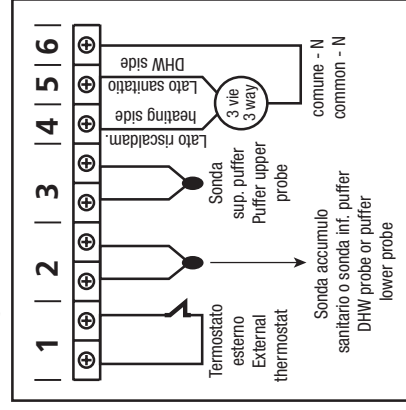 1 2 3 4 5 6
Termostato
esterno
External
thermostat
Sonda accumulo
sanitario o sonda inf. puffer
DHW probe or puffer
lower probe
Sonda
sup. puffer
Puffer upper
probe
Lato riscaldam.
heating side
Lato sanitatio
DHW side
3 vie
3 way
comune - N
common - N